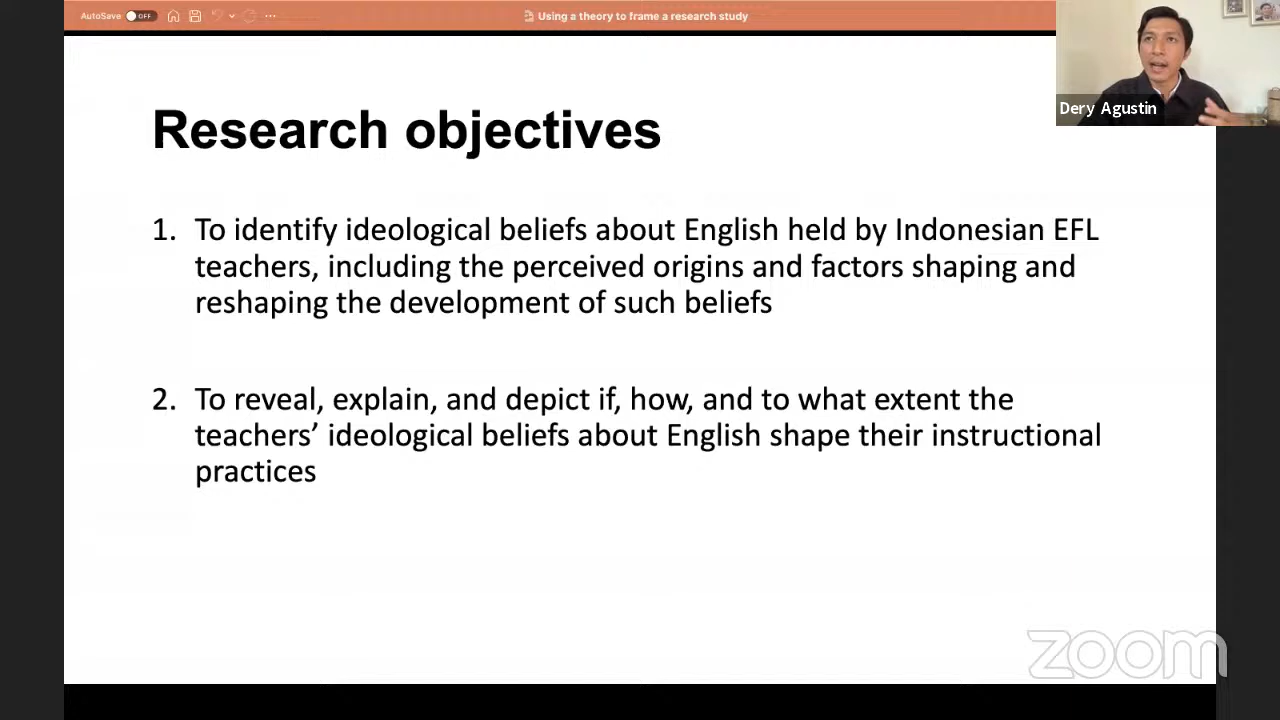 AutoSave OFF ... Using a theory to frame a research study
Dery Agustin
Research objectives
1. To identify ideological beliefs about English held by Indonesian EFL
teachers, including the perceived origins and factors shaping and
reshaping the development of such beliefs
2. To reveal, explain, and depict if, how, and to what extent the
teachers’ ideological beliefs about English shape their instructional
practices
zoom